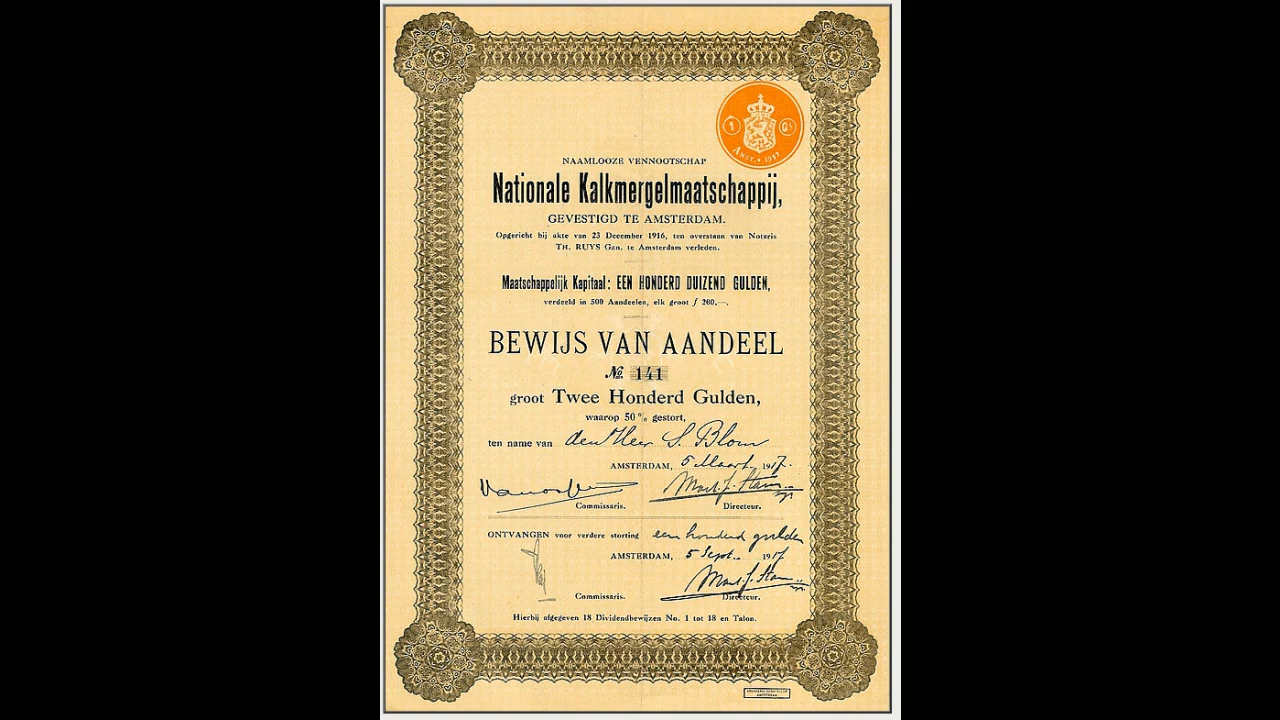 1 Gl
AMST. * 1917
NAAMLOOZE VENNOOTSCHAP
Nationale Kalkmergelmaatschappij,
GEVESTIGD TE AMSTERDAM.
Opgericht bij akte van 23 December 1916, ten overstaan van Notaris
TH. RUYS Gzn. te Amsterdam verleden.
Maatschappelijk Kapitaal: EEN HONDERD DUIZEND GULDEN,
verdeeld in 500 Aandeelen, elk groot f 200.—.
BEWIJS VAN AANDEEL
No. 141
groot Twee Honderd Gulden,
waarop 50% gestort,
ten name van den Heer S. Blom
AMSTERDAM, 5 Maart 1917.
Commissaris. Directeur.
ONTVANGEN voor verdere storting een honderd gulden
AMSTERDAM, 5 Sept. 1917
Commissaris. Directeur.
Hierbij afgegeven 18 Dividendbewijzen No. 1 tot 18 en Talon.